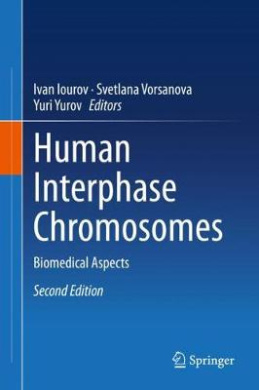 Ivan Iourov · Svetlana Vorsanova
Yuri Yurov Editors
Human
Interphase
Chromosomes
Biomedical Aspects
Second Edition
Springer